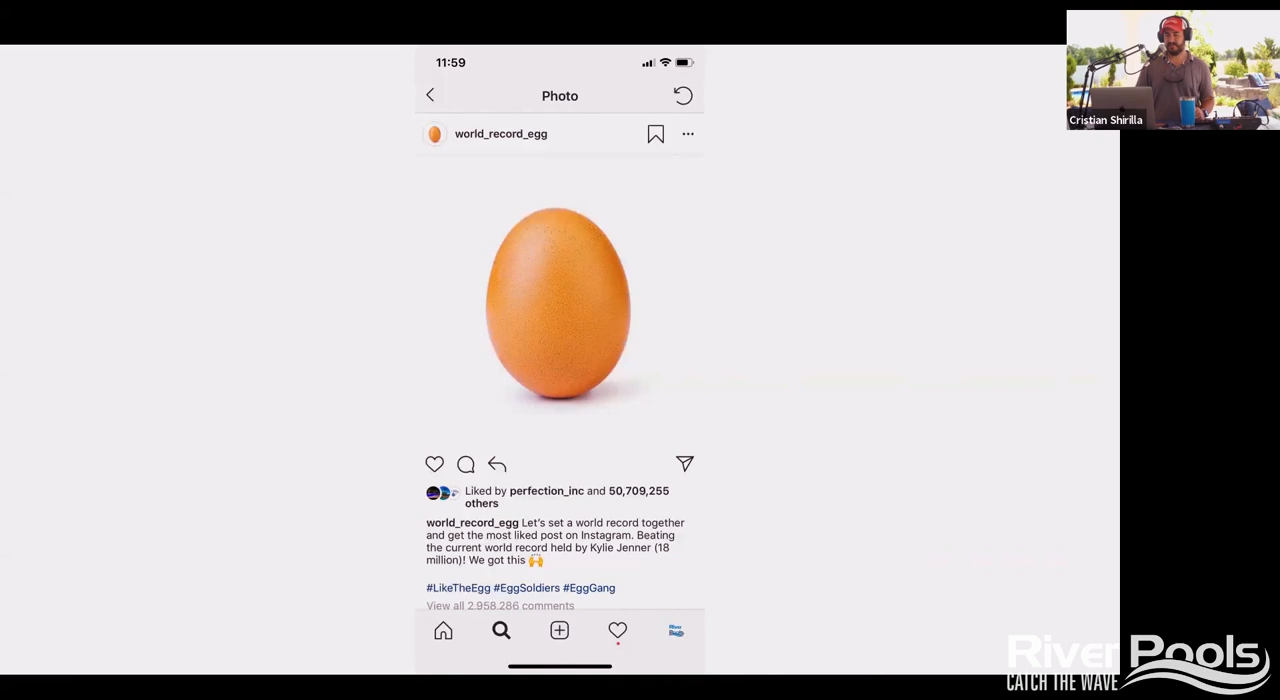 11:59
Photo
world_record_egg
Cristian Shirilla
Liked by perfection_inc and 50,709,255
others
world_record_egg Let's set a world record together
and get the most liked post on Instagram. Beating
the current world record held by Kylie Jenner (18
million)! We got this 🙌
#LikeTheEgg #EggSoldiers #EggGang
View all 2,958,286 comments
River
Pools
River Pools
CATCH THE WAVE